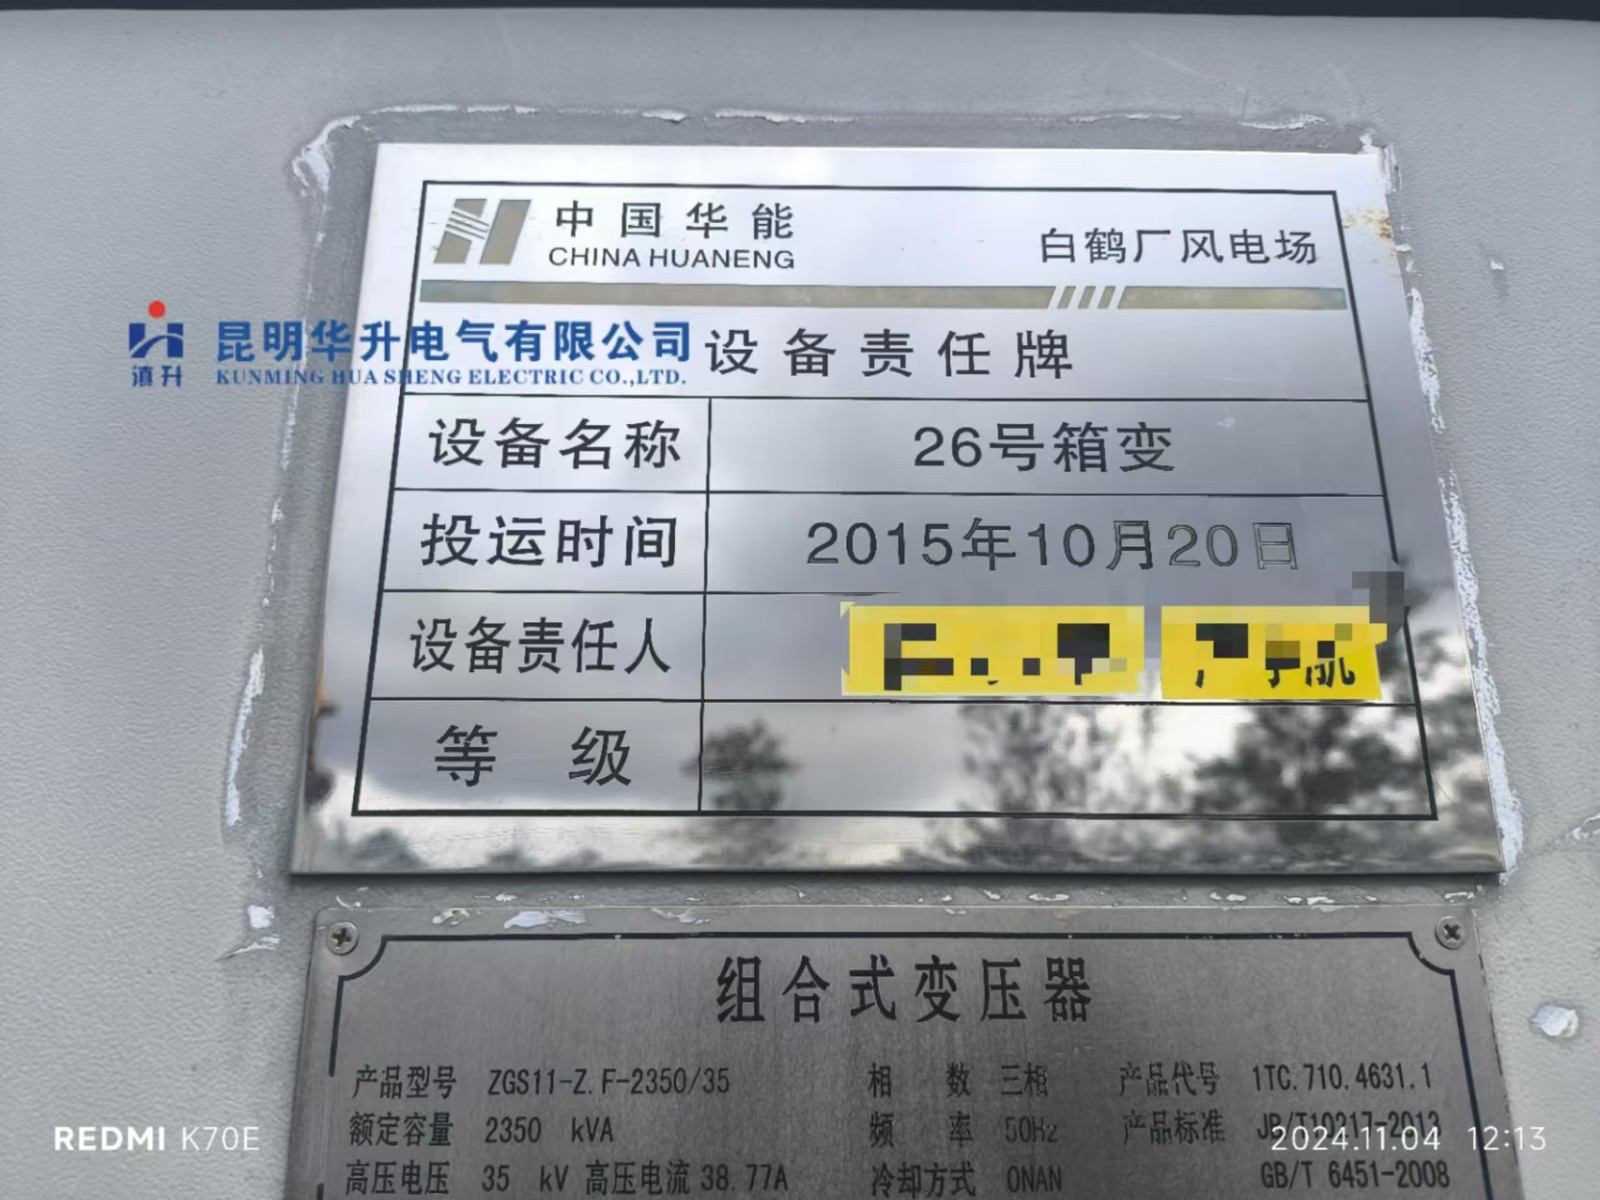 中国华能
CHINA HUANENG
白鹤厂风电场
昆明华升电气有限公司
KUNMING HUA SHENG ELECTRIC CO.,LTD.
滇升
设备责任牌
设备名称 26号箱变
投运时间 2015年10月20日
设备责任人
等 级
组合式变压器
产品型号 ZGS11-Z.F-2350/35 相 数 三相 产品代号 1TC.710.4631.1
额定容量 2350 kVA 频 率 50Hz 产品标准 JB/T10217-2013
高压电压 35 kV 高压电流 38.77A 冷却方式 ONAN GB/T 6451-2008
REDMI K70E
2024.11.04 12:13